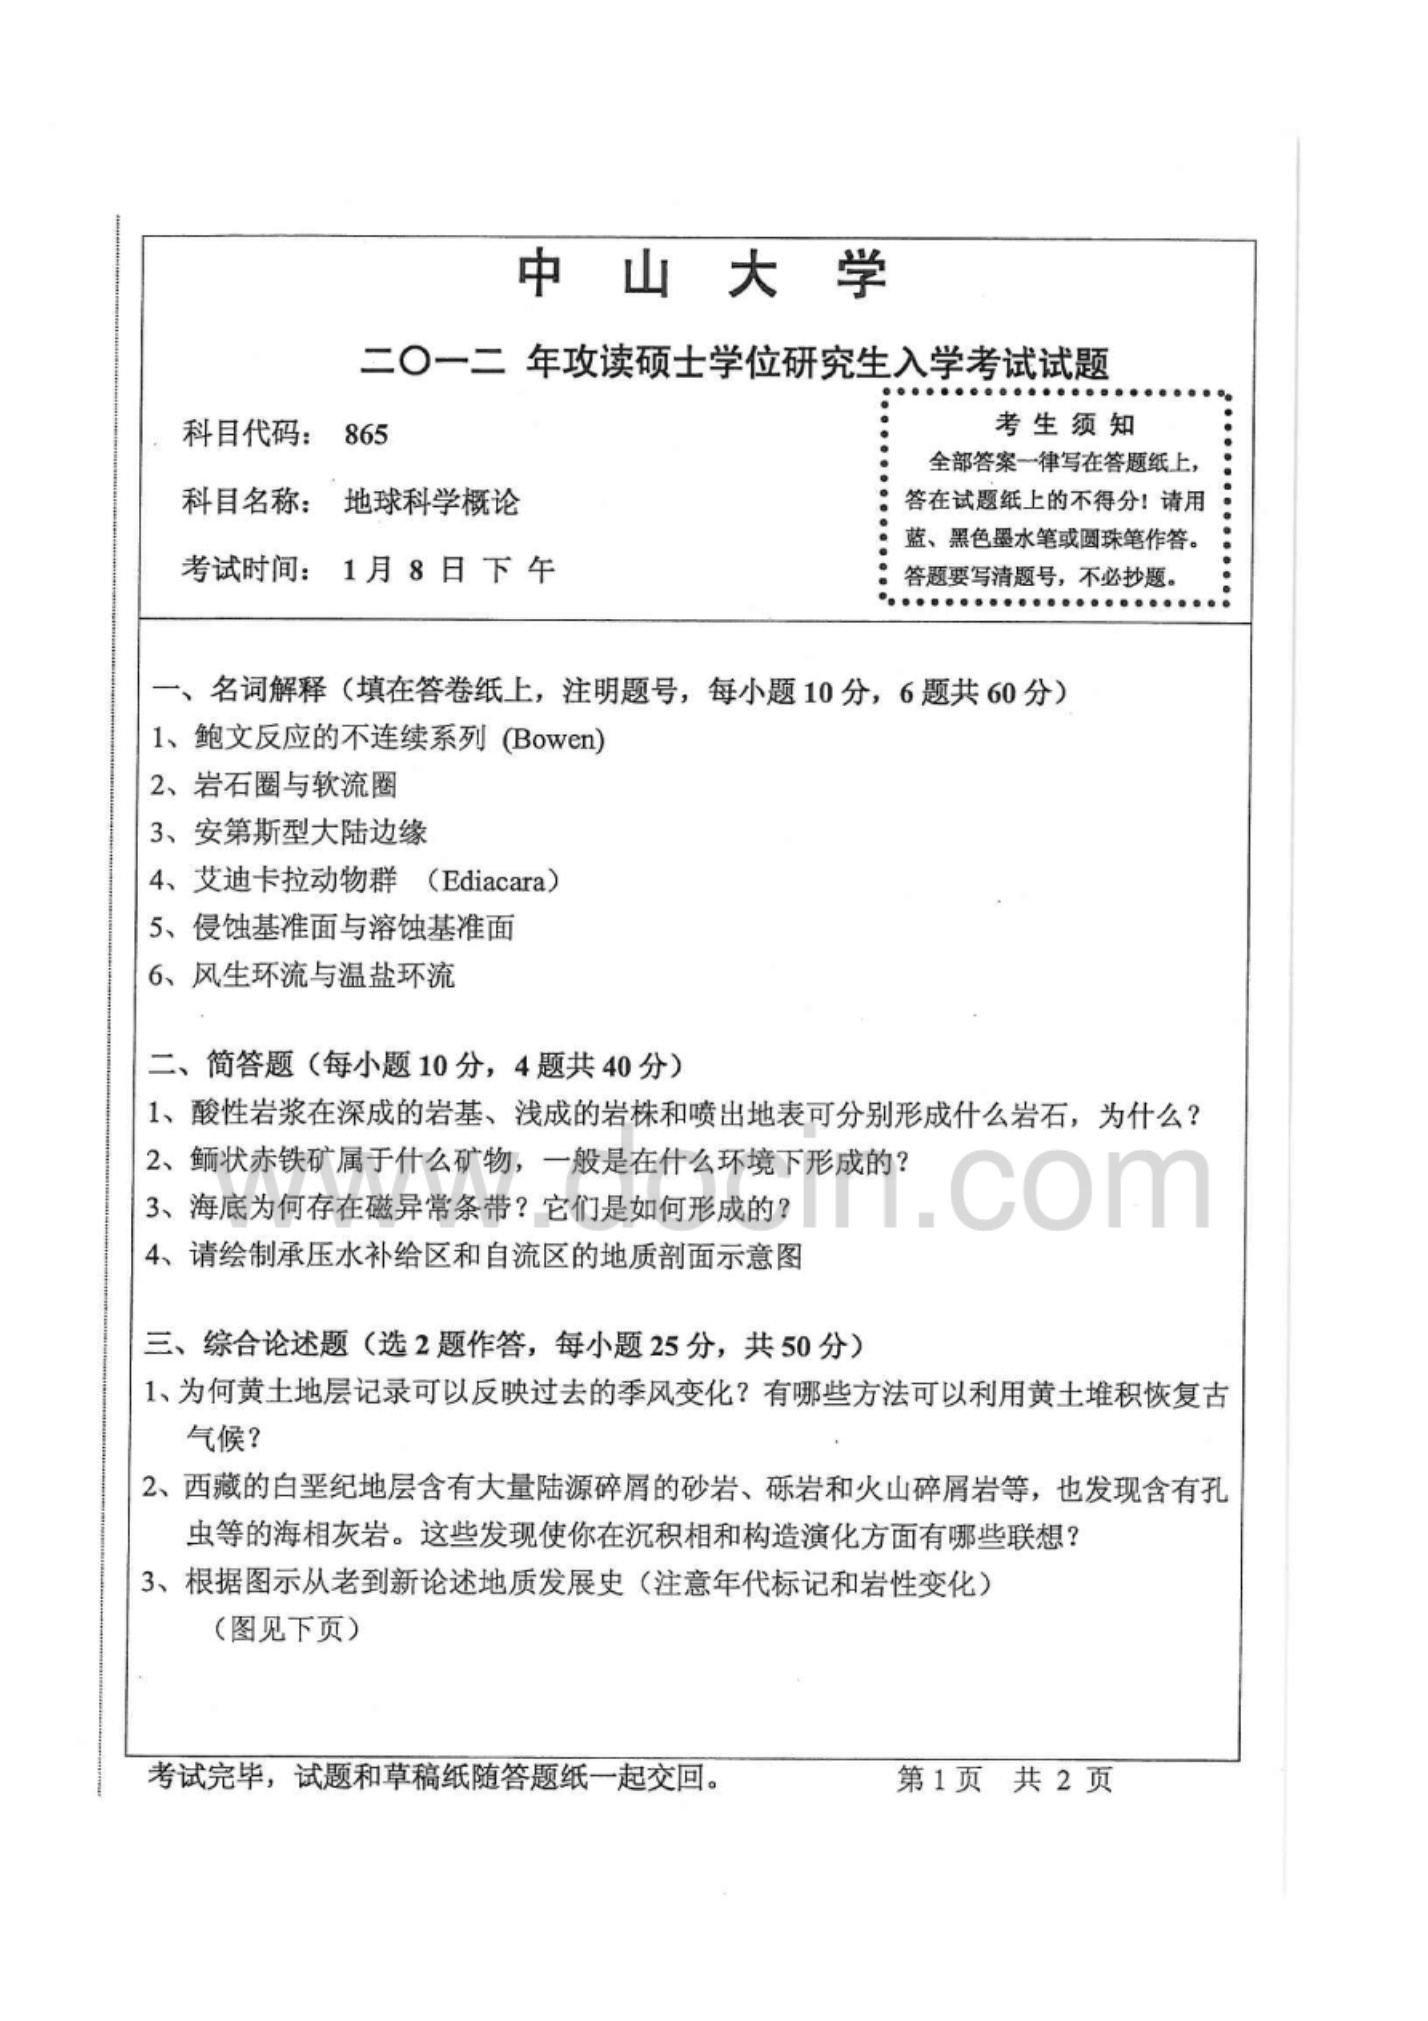 中 山 大 学
二〇一二 年攻读硕士学位研究生入学考试试题
科目代码： 865
科目名称： 地球科学概论
考试时间： 1 月 8 日 下 午
考 生 须 知
全部答案一律写在答题纸上，
答在试题纸上的不得分！请用
蓝、黑色墨水笔或圆珠笔作答。
答题要写清题号，不必抄题。
一、名词解释（填在答卷纸上，注明题号，每小题 10 分，6 题共 60 分）
1、鲍文反应的不连续系列 (Bowen)
2、岩石圈与软流圈
3、安第斯型大陆边缘
4、艾迪卡拉动物群 （Ediacara）
5、侵蚀基准面与溶蚀基准面
6、风生环流与温盐环流
二、简答题（每小题 10 分，4 题共 40 分）
1、酸性岩浆在深成的岩基、浅成的岩株和喷出地表可分别形成什么岩石，为什么？
2、鲕状赤铁矿属于什么矿物，一般是在什么环境下形成的？
3、海底为何存在磁异常条带？它们是如何形成的？
4、请绘制承压水补给区和自流区的地质剖面示意图
www.docin.com
三、综合论述题（选 2 题作答，每小题 25 分，共 50 分）
1、为何黄土地层记录可以反映过去的季风变化？有哪些方法可以利用黄土堆积恢复古
气候？
2、西藏的白垩纪地层含有大量陆源碎屑的砂岩、砾岩和火山碎屑岩等，也发现含有孔
虫等的海相灰岩。这些发现使你在沉积相和构造演化方面有哪些联想？
3、根据图示从老到新论述地质发展史（注意年代标记和岩性变化）
（图见下页）
考试完毕，试题和草稿纸随答题纸一起交回。 第 1 页 共 2 页